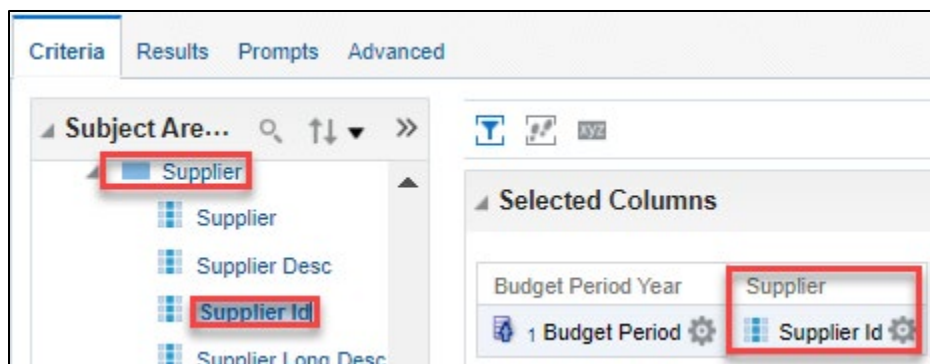 Criteria Results Prompts Advanced
Subject Are...
Supplier
Supplier
Supplier Desc
Supplier Id
Supplier Long Desc
xyz
Selected Columns
Budget Period Year Supplier
1 Budget Period Supplier Id